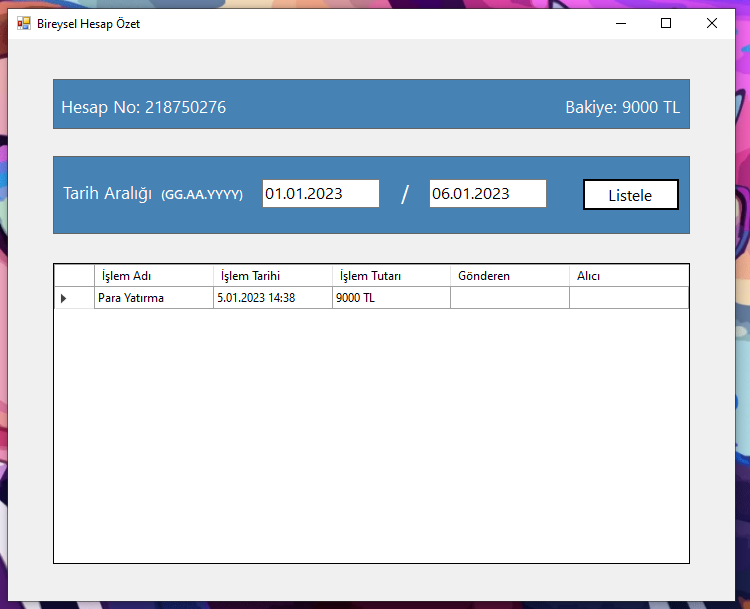 Bireysel Hesap Özet
Hesap No: 218750276 Bakiye: 9000 TL
Tarih Aralığı (GG.AA.YYYY) 01.01.2023 / 06.01.2023 Listele
İşlem Adı İşlem Tarihi İşlem Tutarı Gönderen Alıcı
Para Yatırma 5.01.2023 14:38 9000 TL